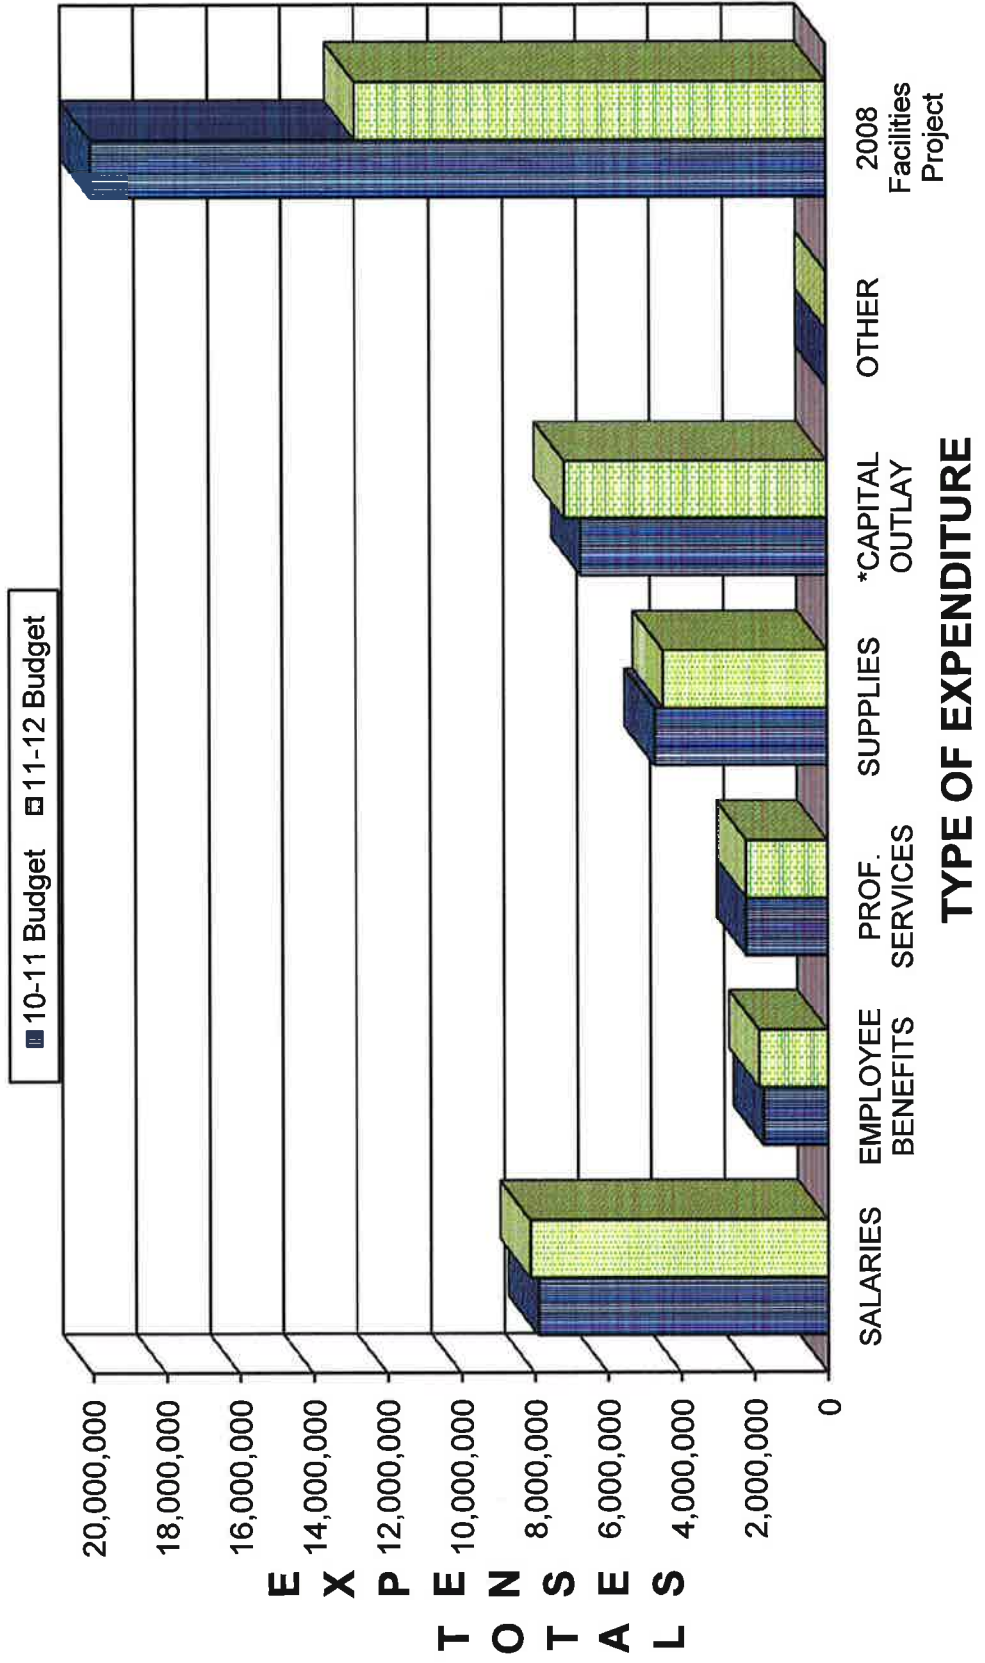 10-11 Budget 11-12 Budget
20,000,000
18,000,000
16,000,000
14,000,000
12,000,000
10,000,000
8,000,000
6,000,000
4,000,000
2,000,000
0
EXPENSE
TOTALS
SALARIES
EMPLOYEE
BENEFITS
PROF.
SERVICES
SUPPLIES
*CAPITAL
OUTLAY
OTHER
2008
Facilities
Project
TYPE OF EXPENDITURE